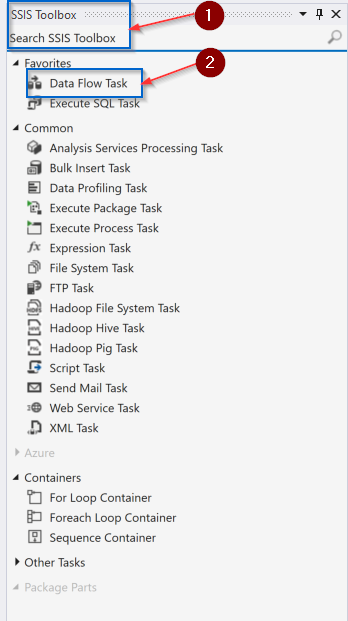 SSIS Toolbox
1
Search SSIS Toolbox
2
Favorites
Data Flow Task
Execute SQL Task
Common
Analysis Services Processing Task
Bulk Insert Task
Data Profiling Task
Execute Package Task
Execute Process Task
fx Expression Task
File System Task
FTP Task
Hadoop File System Task
Hadoop Hive Task
Hadoop Pig Task
Script Task
Send Mail Task
Web Service Task
XML Task
Azure
Containers
For Loop Container
Foreach Loop Container
Sequence Container
Other Tasks
Package Parts